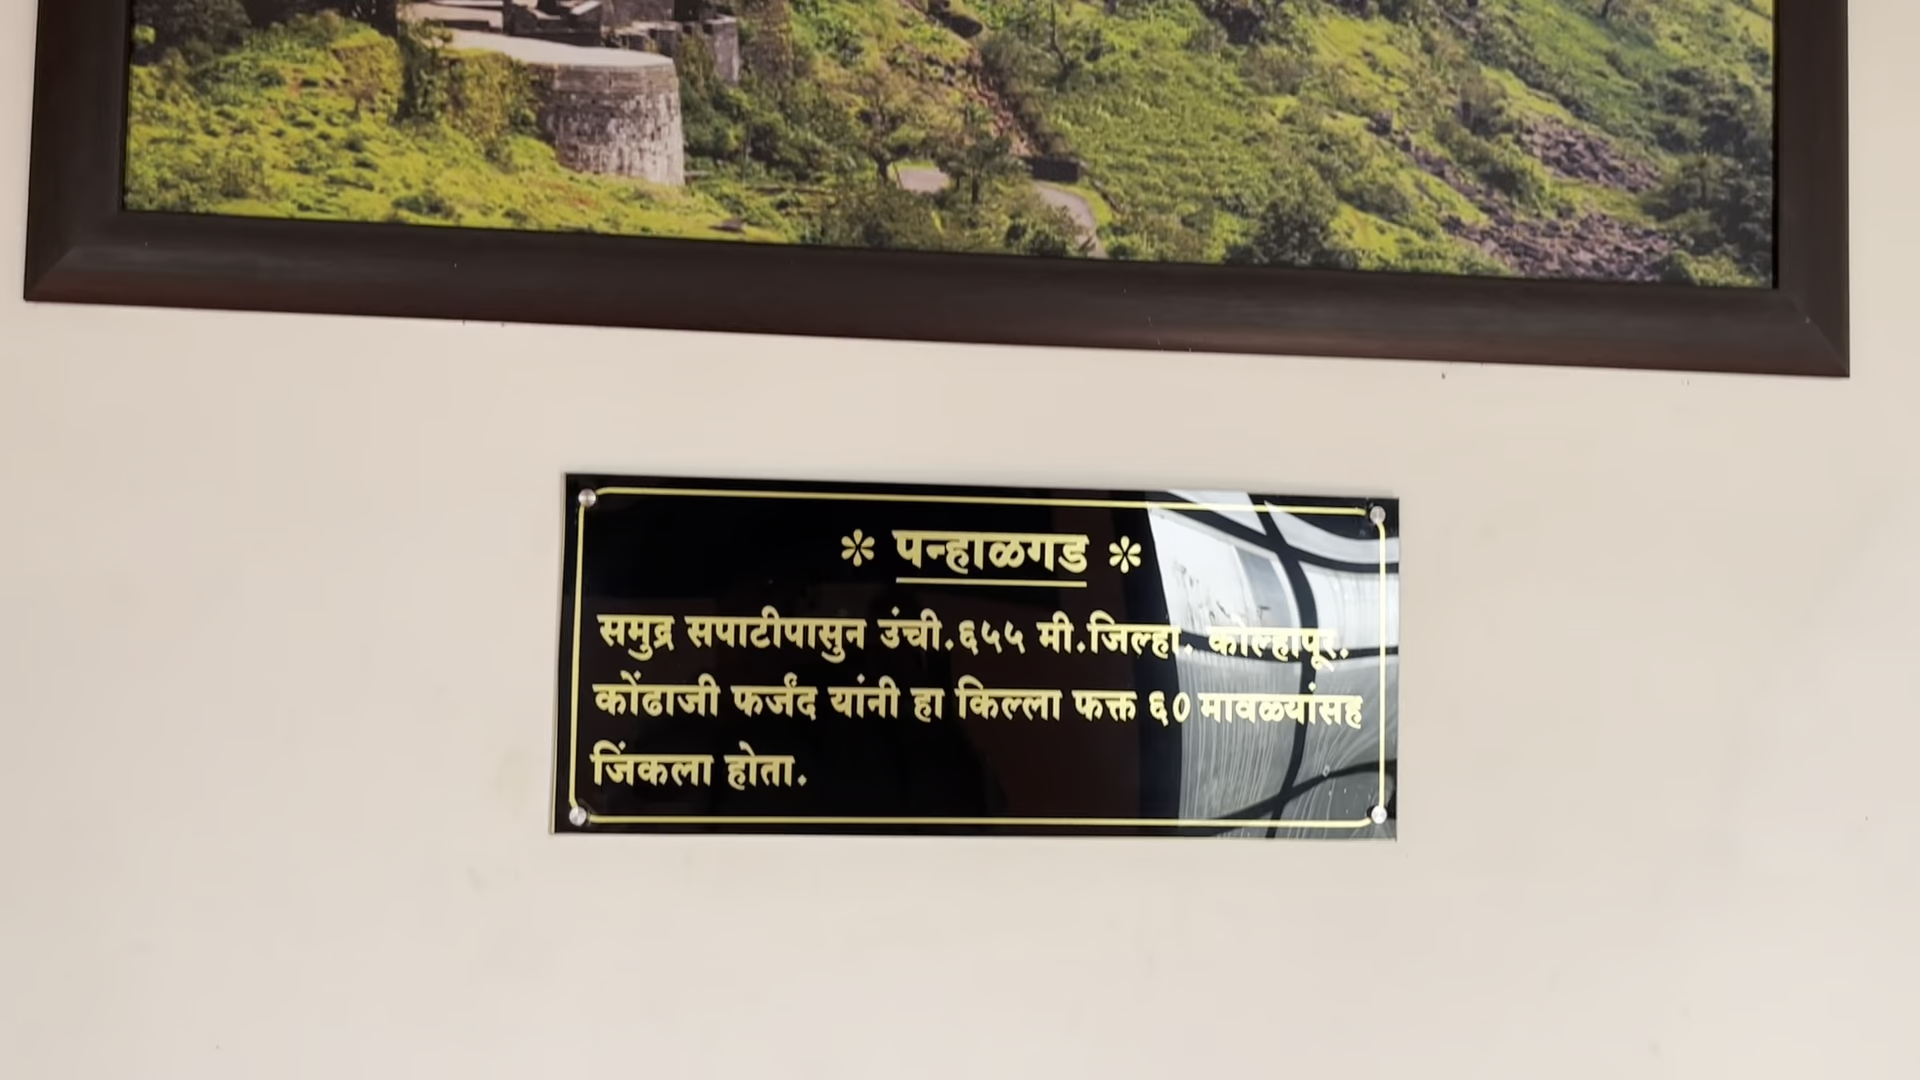 ✻ पन्हाळगड ✻
समुद्र सपाटीपासुन उंची.६५५ मी.जिल्हा. कोल्हापूर.
कोंढाजी फर्जंद यांनी हा किल्ला फक्त ६० मावळ्यांसह
जिंकला होता.